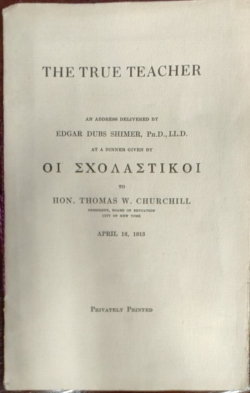 THE TRUE TEACHER
AN ADDRESS DELIVERED BY
EDGAR DUBS SHIMER, PH.D., LL.D.
AT A DINNER GIVEN BY
ΟΙ ΣΧΟΛΑΣΤΙΚΟΙ
TO
HON. THOMAS W. CHURCHILL
PRESIDENT, BOARD OF EDUCATION
CITY OF NEW YORK
APRIL 12, 1913
PRIVATELY PRINTED